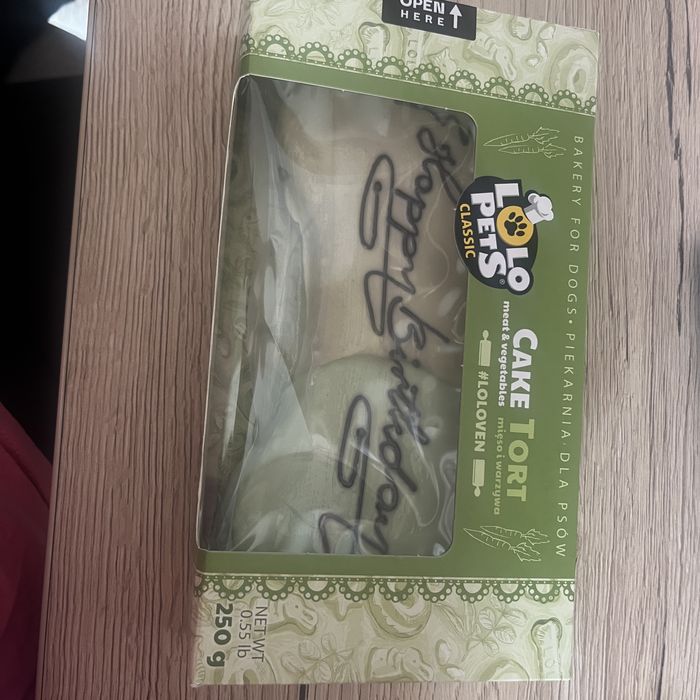 OPEN
HERE
BAKERY FOR DOGS • PIEKARNIA DLA PSÓW
LOLO
PETS®
CLASSIC
CAKE TORT
meat & vegetables mięso i warzywa
#LOLOVEN
Happy Birthday
NET WT
0.55 lb
250 g